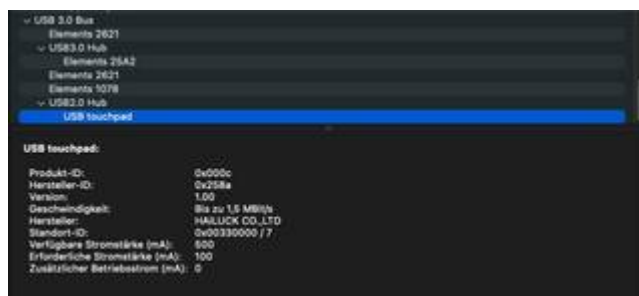 USB 3.0 Bus
Elements 2621
USB3.0 Hub
Elements 25A2
Elements 2621
Elements 1078
USB2.0 Hub
USB touchpad
USB touchpad:
Produkt-ID: 0x000c
Hersteller-ID: 0x258a
Version: 1.00
Geschwindigkeit: Bis zu 1,5 MBit/s
Hersteller: HAILUCK CO.,LTD
Standort-ID: 0x00330000 / 7
Verfügbare Stromstärke (mA): 500
Erforderliche Stromstärke (mA): 100
Zusätzlicher Betriebsstrom (mA): 0